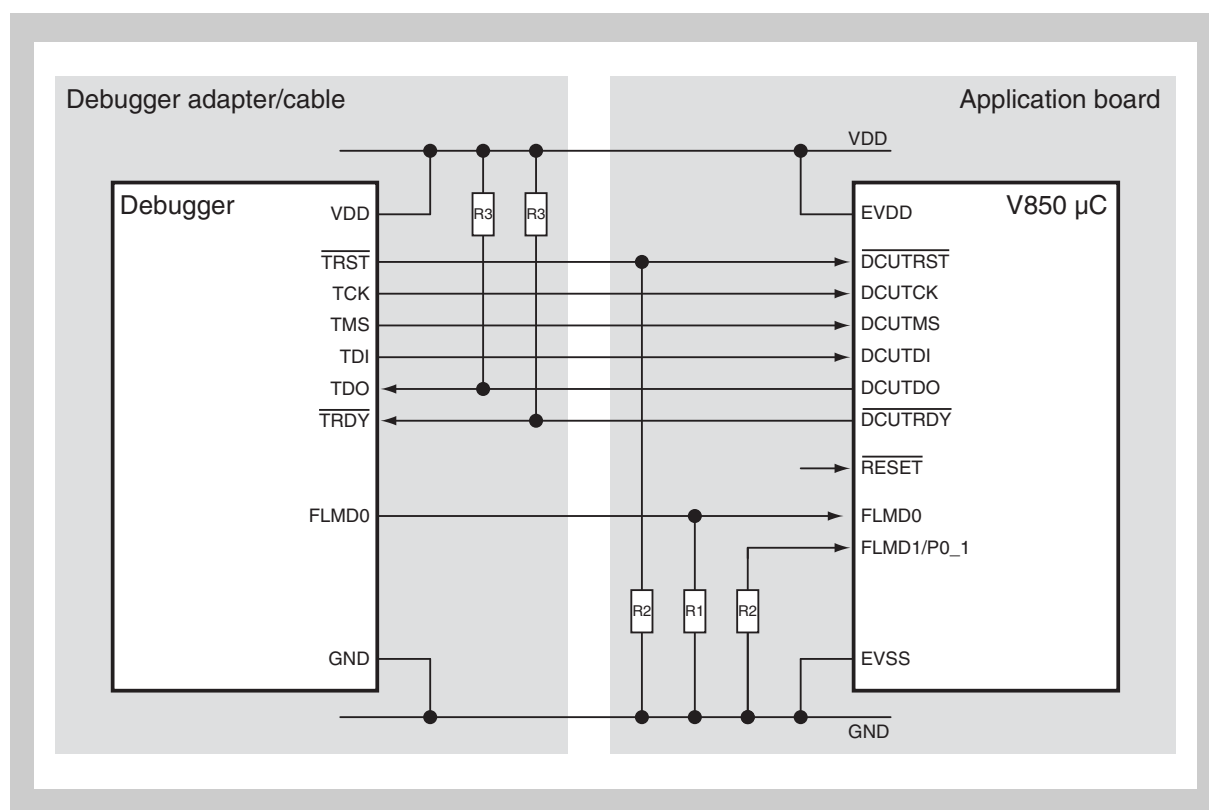 Debugger adapter/cable
Application board
VDD
Debugger
V850 µC
VDD
R3
R3
EVDD
TRST
DCUTRST
TCK
DCUTCK
TMS
DCUTMS
TDI
DCUTDI
TDO
DCUTDO
TRDY
DCUTRDY
RESET
FLMD0
FLMD0
FLMD1/P0_1
R2
R1
R2
GND
EVSS
GND